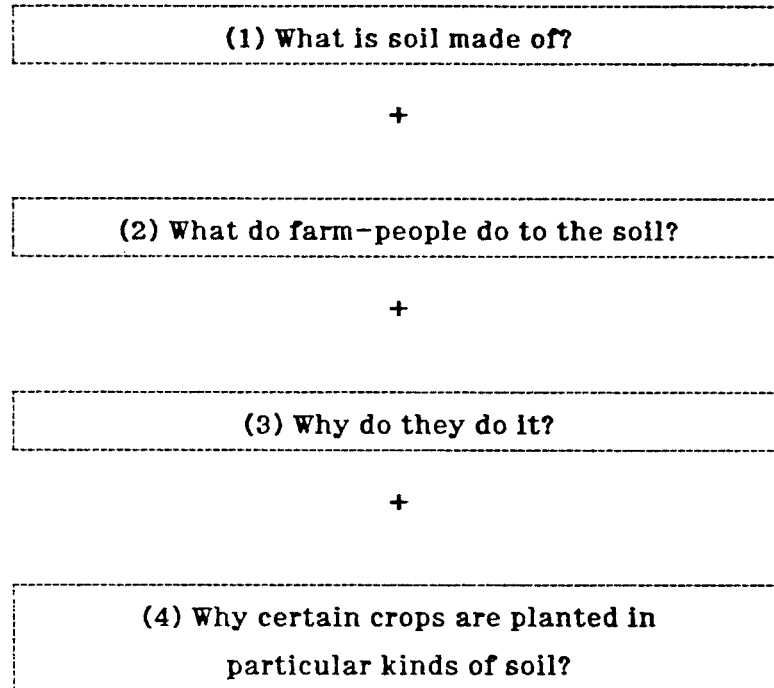 (1) What is soil made of?
+
(2) What do farm-people do to the soil?
+
(3) Why do they do it?
+
(4) Why certain crops are planted in
particular kinds of soil?